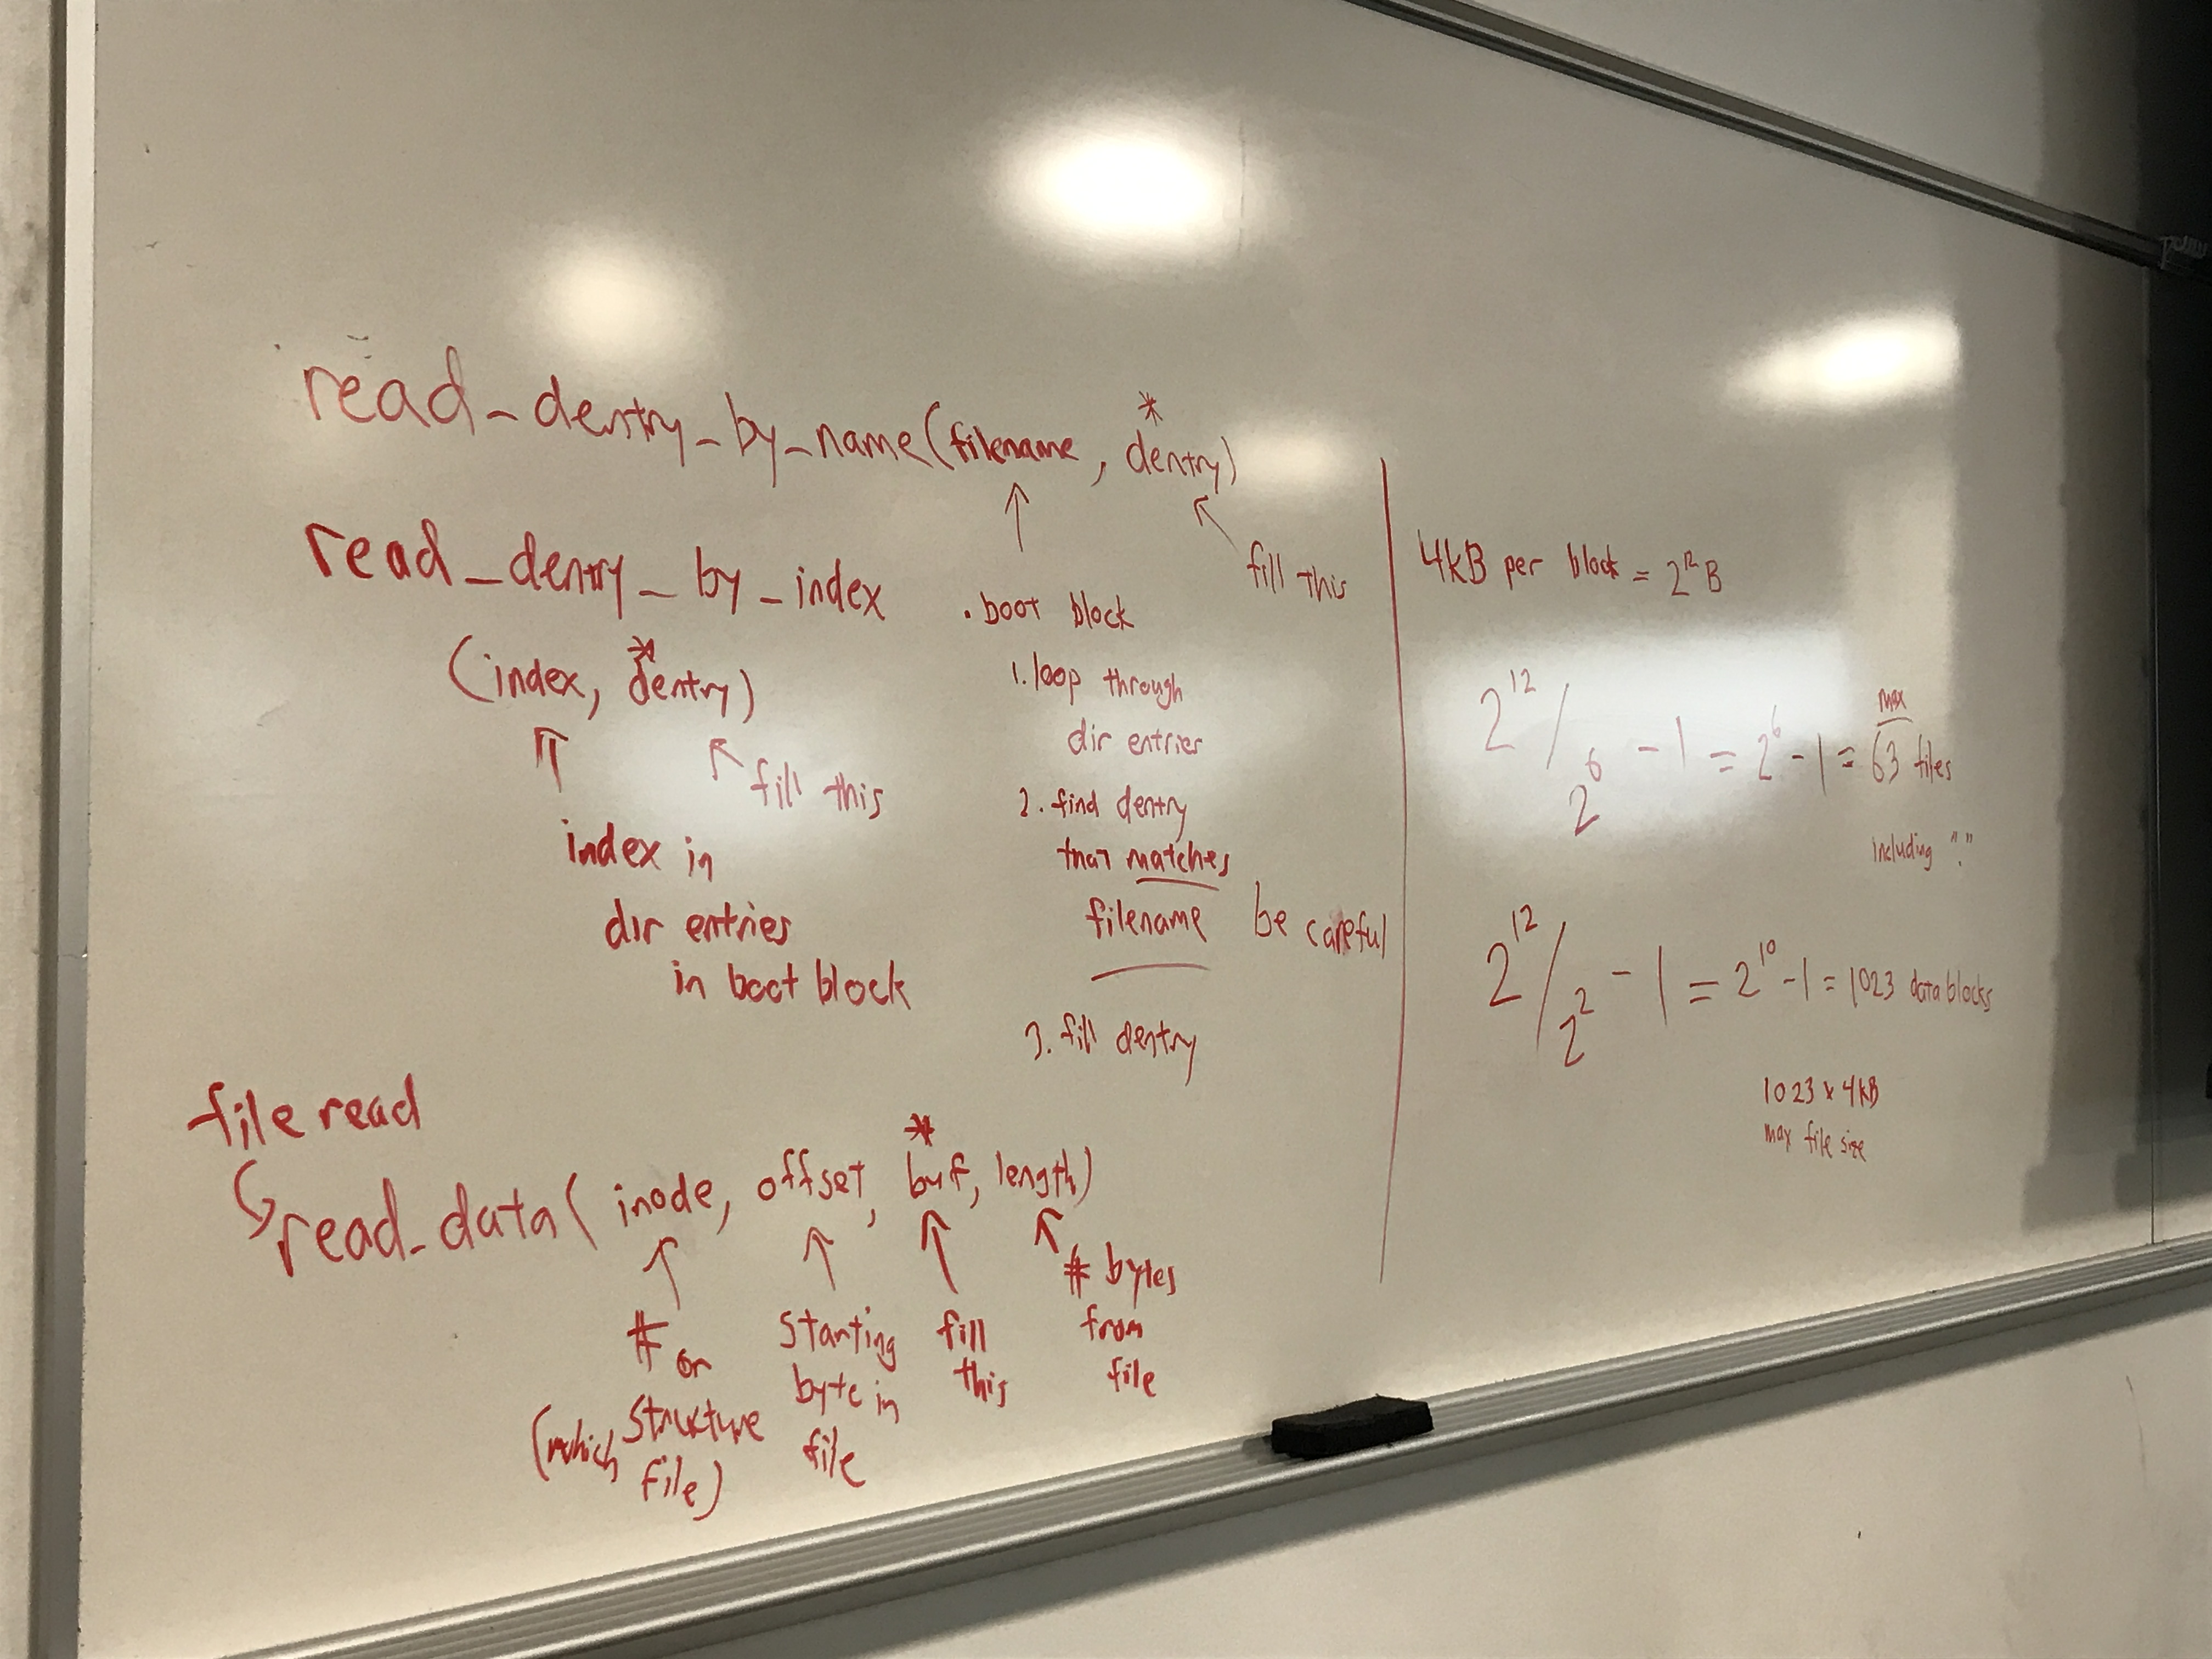 read_dentry_by_name(filename, *dentry)
fill this
read_dentry_by_index
(index, *dentry)
fill this
index in
dir entries
in boot block
. boot block
1. loop through
dir entries
2. find dentry
that matches
filename be careful
3. fill dentry
file read
read_data(inode, offset, *buf, length)
# or
structure
(which
file)
starting
byte in
file
fill
this
# bytes
from
file
4kB per block = 2^12 B
2^12/2^6 - 1 = 2^6 - 1 = 63 files
max
including "."
2^12/2^2 - 1 = 2^10 - 1 = 1023 data blocks
1023 x 4kB
max file size